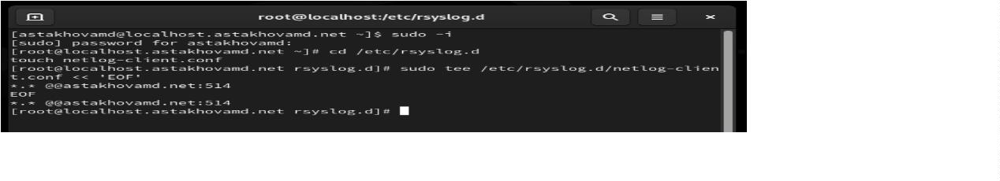 root@localhost:/etc/rsyslog.d
[astakhovamd@localhost.astakhovamd.net ~]$ sudo -i
[sudo] password for astakhovamd:
[root@localhost.astakhovamd.net ~]# cd /etc/rsyslog.d
touch netlog-client.conf
[root@localhost.astakhovamd.net rsyslog.d]# sudo tee /etc/rsyslog.d/netlog-clien
t.conf << 'EOF'
*.* @@astakhovamd.net:514
EOF
*.* @@astakhovamd.net:514
[root@localhost.astakhovamd.net rsyslog.d]#